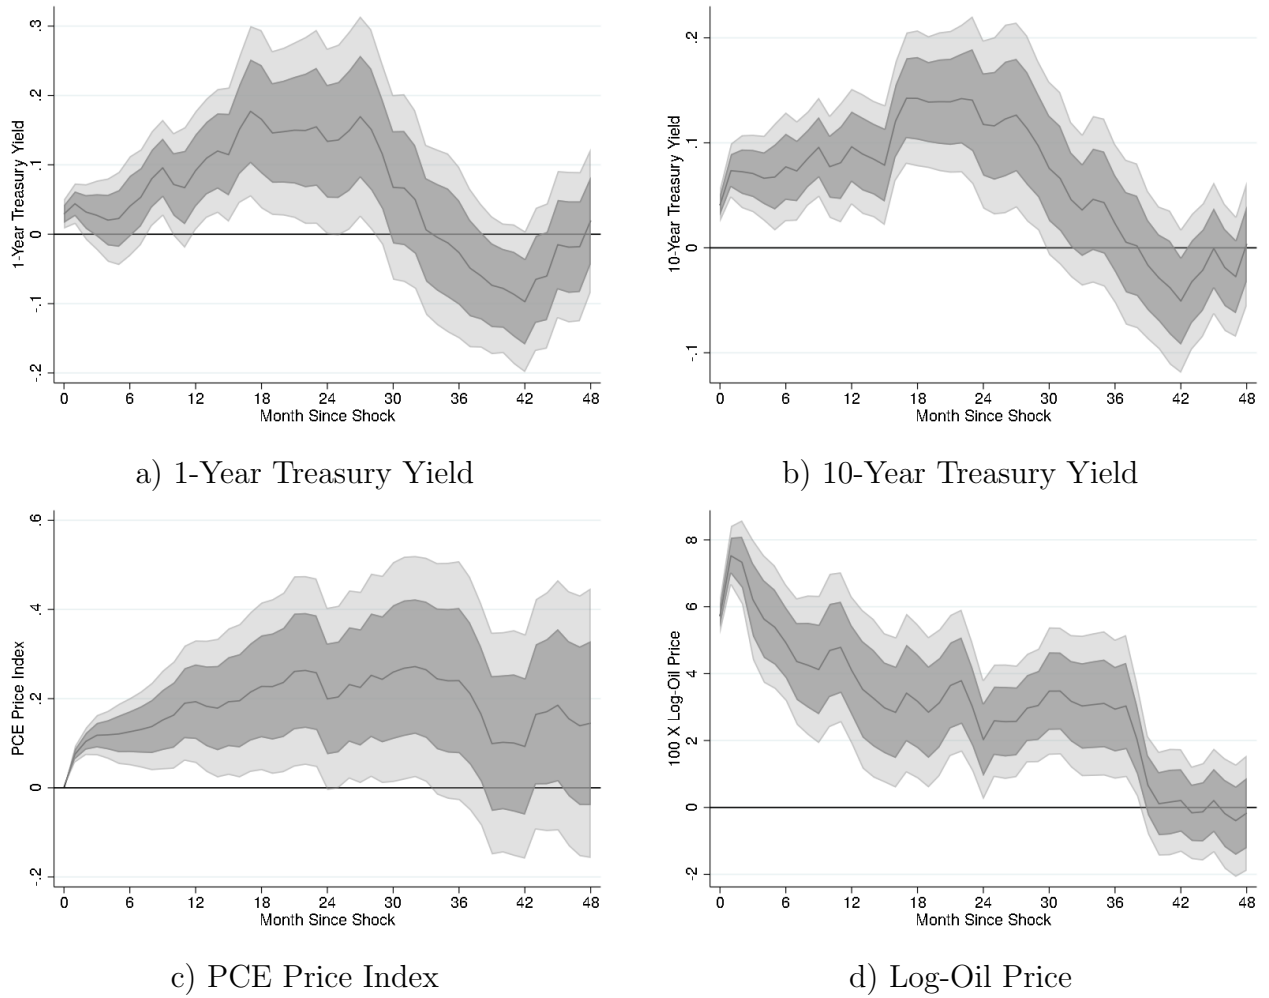 1-Year Treasury Yield
.3
.2
.1
0
-.1
-.2
0 6 12 18 24 30 36 42 48
Month Since Shock
a) 1-Year Treasury Yield
10-Year Treasury Yield
.2
.1
0
-.1
0 6 12 18 24 30 36 42 48
Month Since Shock
b) 10-Year Treasury Yield
PCE Price Index
.6
.4
.2
0
-.2
0 6 12 18 24 30 36 42 48
Month Since Shock
c) PCE Price Index
100 X Log-Oil Price
8
6
4
2
0
-2
0 6 12 18 24 30 36 42 48
Month Since Shock
d) Log-Oil Price